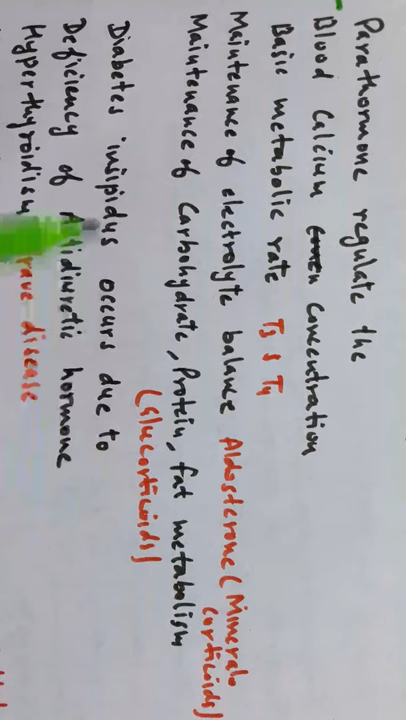 Parathormone regulate the
Blood Calcium Concentration
Basic metabolic rate T3 & T4
Maintenance of electrolyte balance Aldosterone (Mineralo
corticoids)
Maintenance of Carbohydrate, Protein, fat metabolism
(Glucorticoids)
Diabetes insipidus occurs due to
Deficiency of Antidiuretic hormone
Hyperthyroidism disease